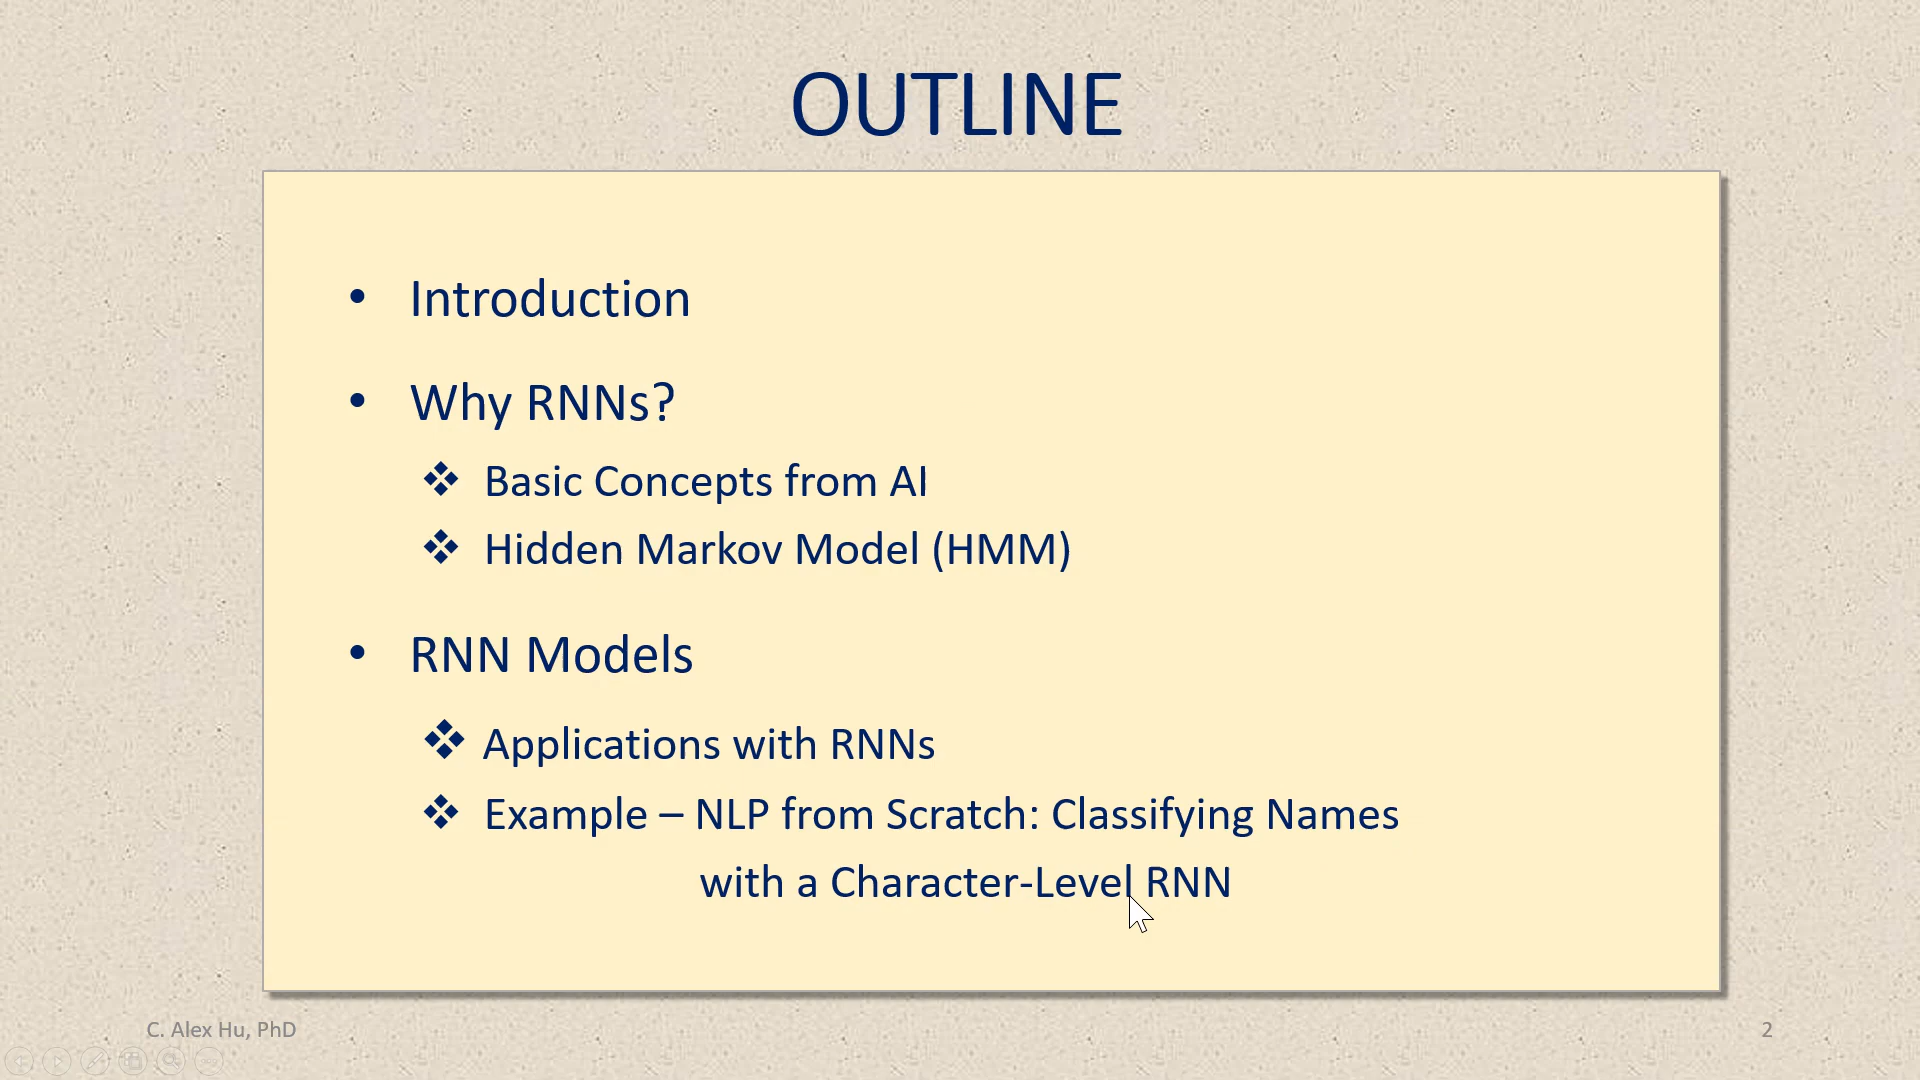 OUTLINE
• Introduction
• Why RNNs?
❖ Basic Concepts from AI
❖ Hidden Markov Model (HMM)
• RNN Models
❖ Applications with RNNs
❖ Example – NLP from Scratch: Classifying Names
with a Character-Level RNN
C. Alex Hu, PhD
2